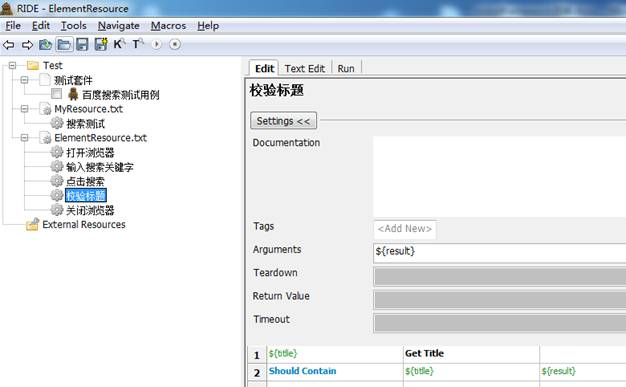 RIDE - ElementResource
File Edit Tools Navigate Macros Help
K T
Test
测试套件
百度搜索测试用例
MyResource.txt
搜索测试
ElementResource.txt
打开浏览器
输入搜索关键字
点击搜索
校验标题
关闭浏览器
External Resources
Edit Text Edit Run
校验标题
Settings <<
Documentation
Tags <Add New>
Arguments ${result}
Teardown
Return Value
Timeout
1 ${title} Get Title
2 Should Contain ${title} ${result}